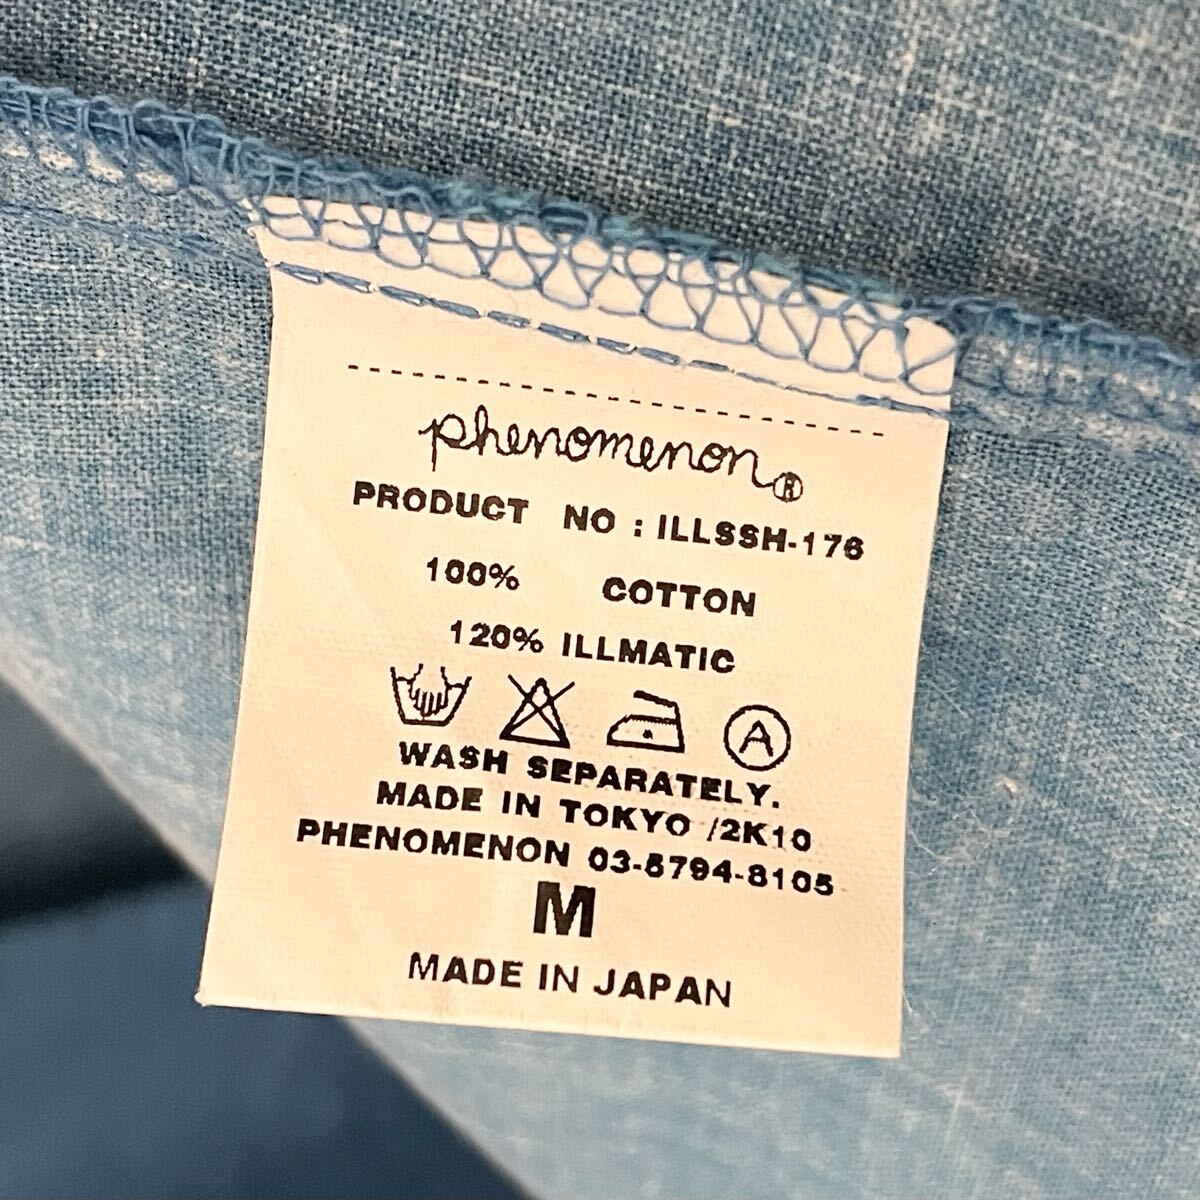 phenomenon®
PRODUCT NO : ILLSSH-176
100% COTTON
120% ILLMATIC
A
WASH SEPARATELY.
MADE IN TOKYO /2K10
PHENOMENON 03-5794-8105
M
MADE IN JAPAN